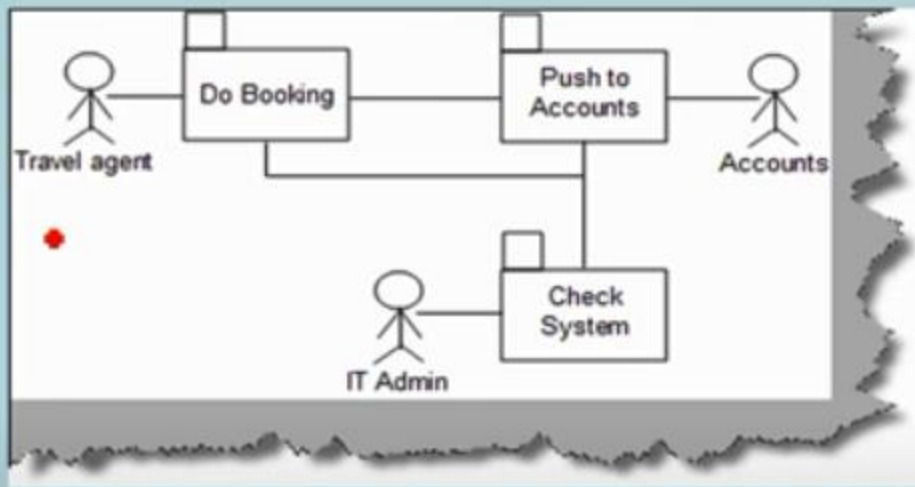 Do Booking
Push to
Accounts
Travel agent
Accounts
Check
System
IT Admin